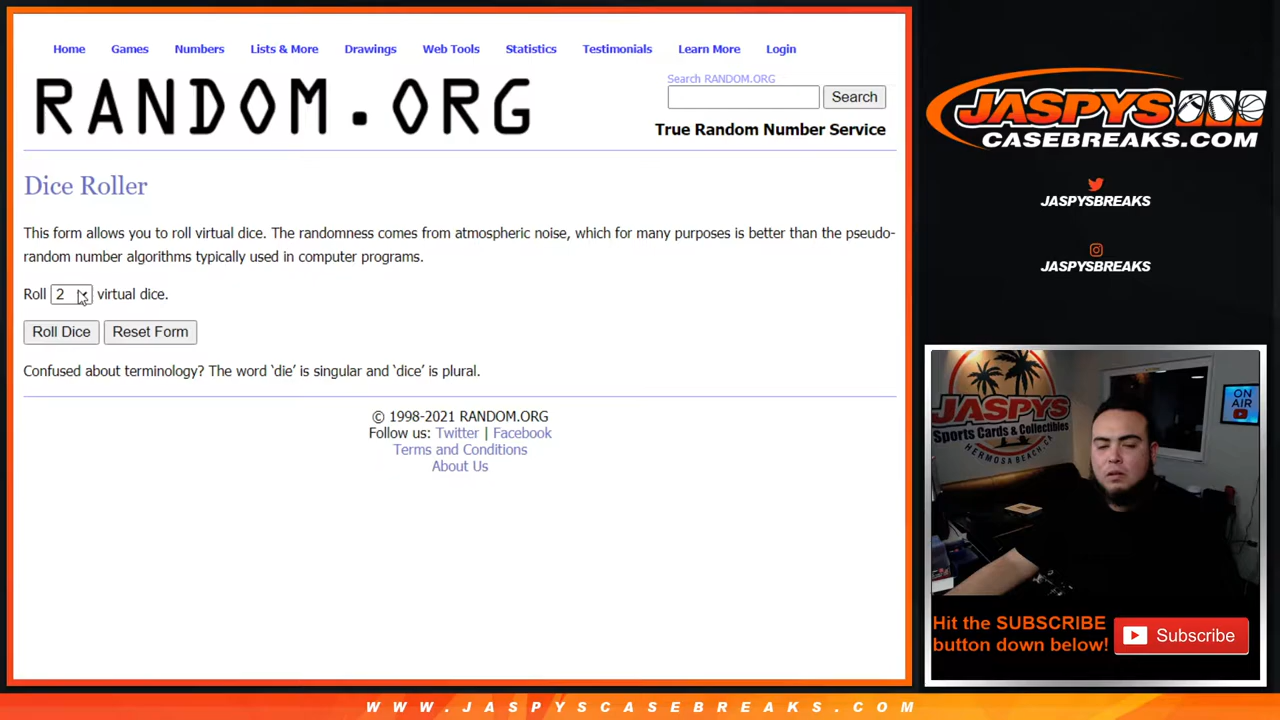 Home Games Numbers Lists & More Drawings Web Tools Statistics Testimonials Learn More Login
RANDOM.ORG
Search RANDOM.ORG
Search
True Random Number Service
Dice Roller
This form allows you to roll virtual dice. The randomness comes from atmospheric noise, which for many purposes is better than the pseudo-
random number algorithms typically used in computer programs.
Roll 2 virtual dice.
Roll Dice Reset Form
Confused about terminology? The word ‘die’ is singular and ‘dice’ is plural.
© 1998-2021 RANDOM.ORG
Follow us: Twitter | Facebook
Terms and Conditions
About Us
JASPYS
CASEBREAKS.COM
JASPYSBREAKS
JASPYSBREAKS
JASPYS
Sports Cards & Collectibles
HERMOSA BEACH, CA
ON
AIR
Hit the SUBSCRIBE
button down below!
Subscribe
WWW.JASPYSCASEBREAKS.COM